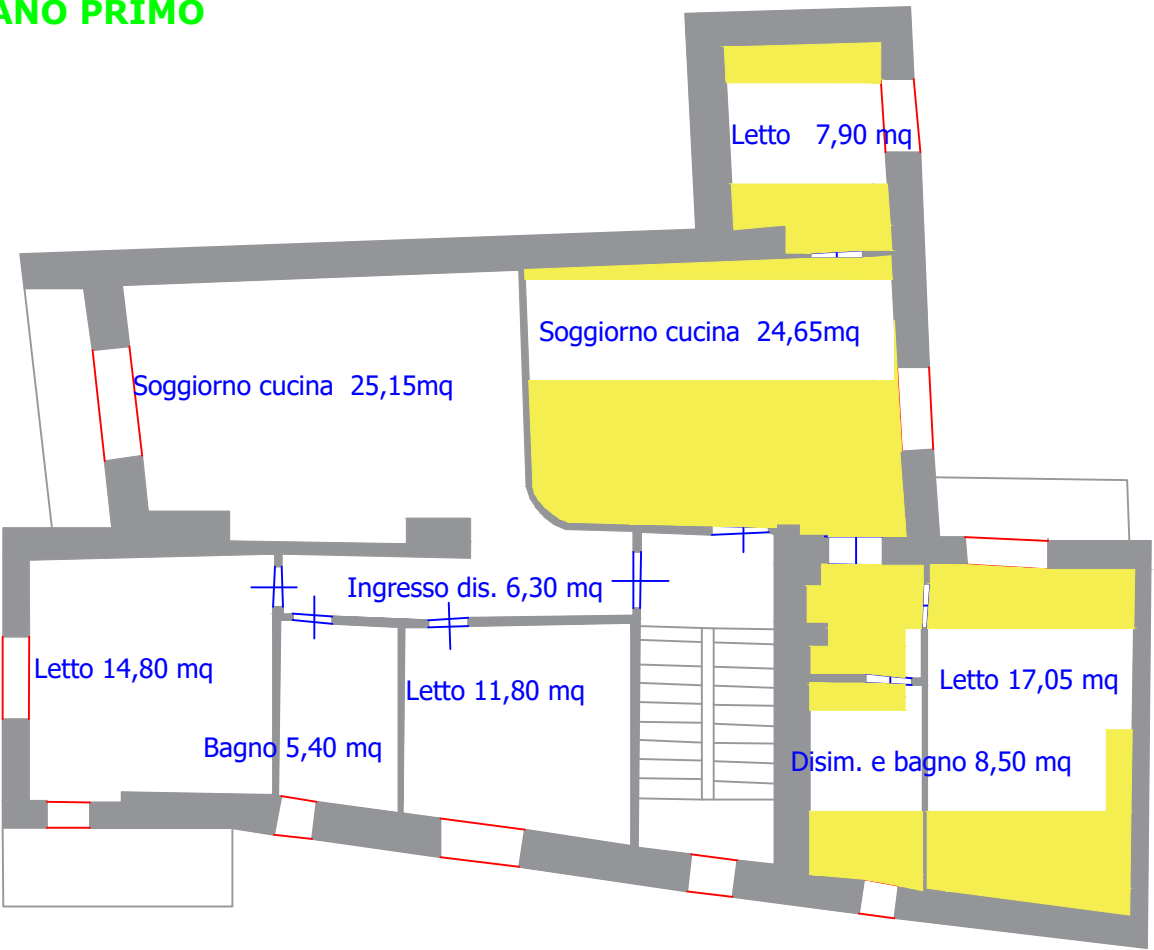 ANO PRIMO
Letto 7,90 mq
Soggiorno cucina 24,65mq
Soggiorno cucina 25,15mq
Ingresso dis. 6,30 mq
Letto 14,80 mq
Letto 11,80 mq
Letto 17,05 mq
Bagno 5,40 mq
Disim. e bagno 8,50 mq